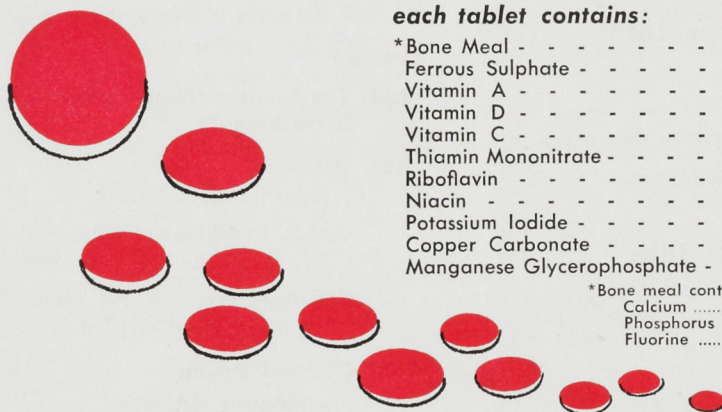 each tablet contains:
*Bone Meal - - - - - - -
Ferrous Sulphate - - - - -
Vitamin A - - - - - - -
Vitamin D - - - - - - -
Vitamin C - - - - - - -
Thiamin Mononitrate - - - -
Riboflavin - - - - - - -
Niacin - - - - - - - -
Potassium Iodide - - - - -
Copper Carbonate - - - -
Manganese Glycerophosphate -
*Bone meal cont
Calcium ......
Phosphorus
Fluorine .....